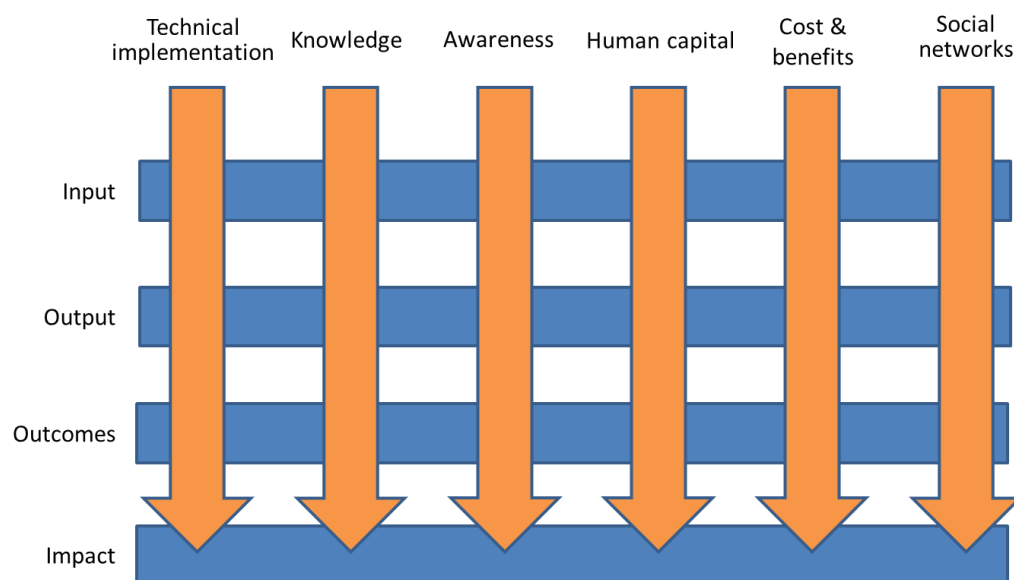 Technical
implementation
Knowledge
Awareness
Human capital
Cost &
benefits
Social
networks
Input
Output
Outcomes
Impact